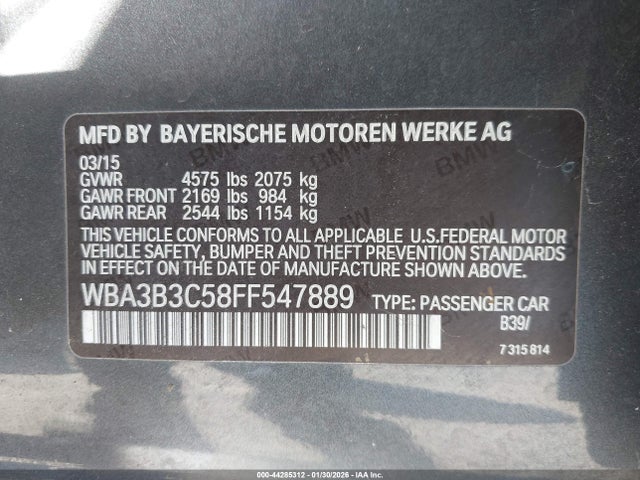 MFD BY BAYERISCHE MOTOREN WERKE AG
03/15
GVWR 4575 lbs 2075 kg
GAWR FRONT 2169 lbs 984 kg
GAWR REAR 2544 lbs 1154 kg
THIS VEHICLE CONFORMS TO ALL APPLICABLE U.S.FEDERAL MOTOR
VEHICLE SAFETY, BUMPER AND THEFT PREVENTION STANDARDS
IN EFFECT ON THE DATE OF MANUFACTURE SHOWN ABOVE.
WBA3B3C58FF547889 TYPE: PASSENGER CAR
B39/
7 315 814
000-44285312 | 01/30/2026 - IAA Corp.